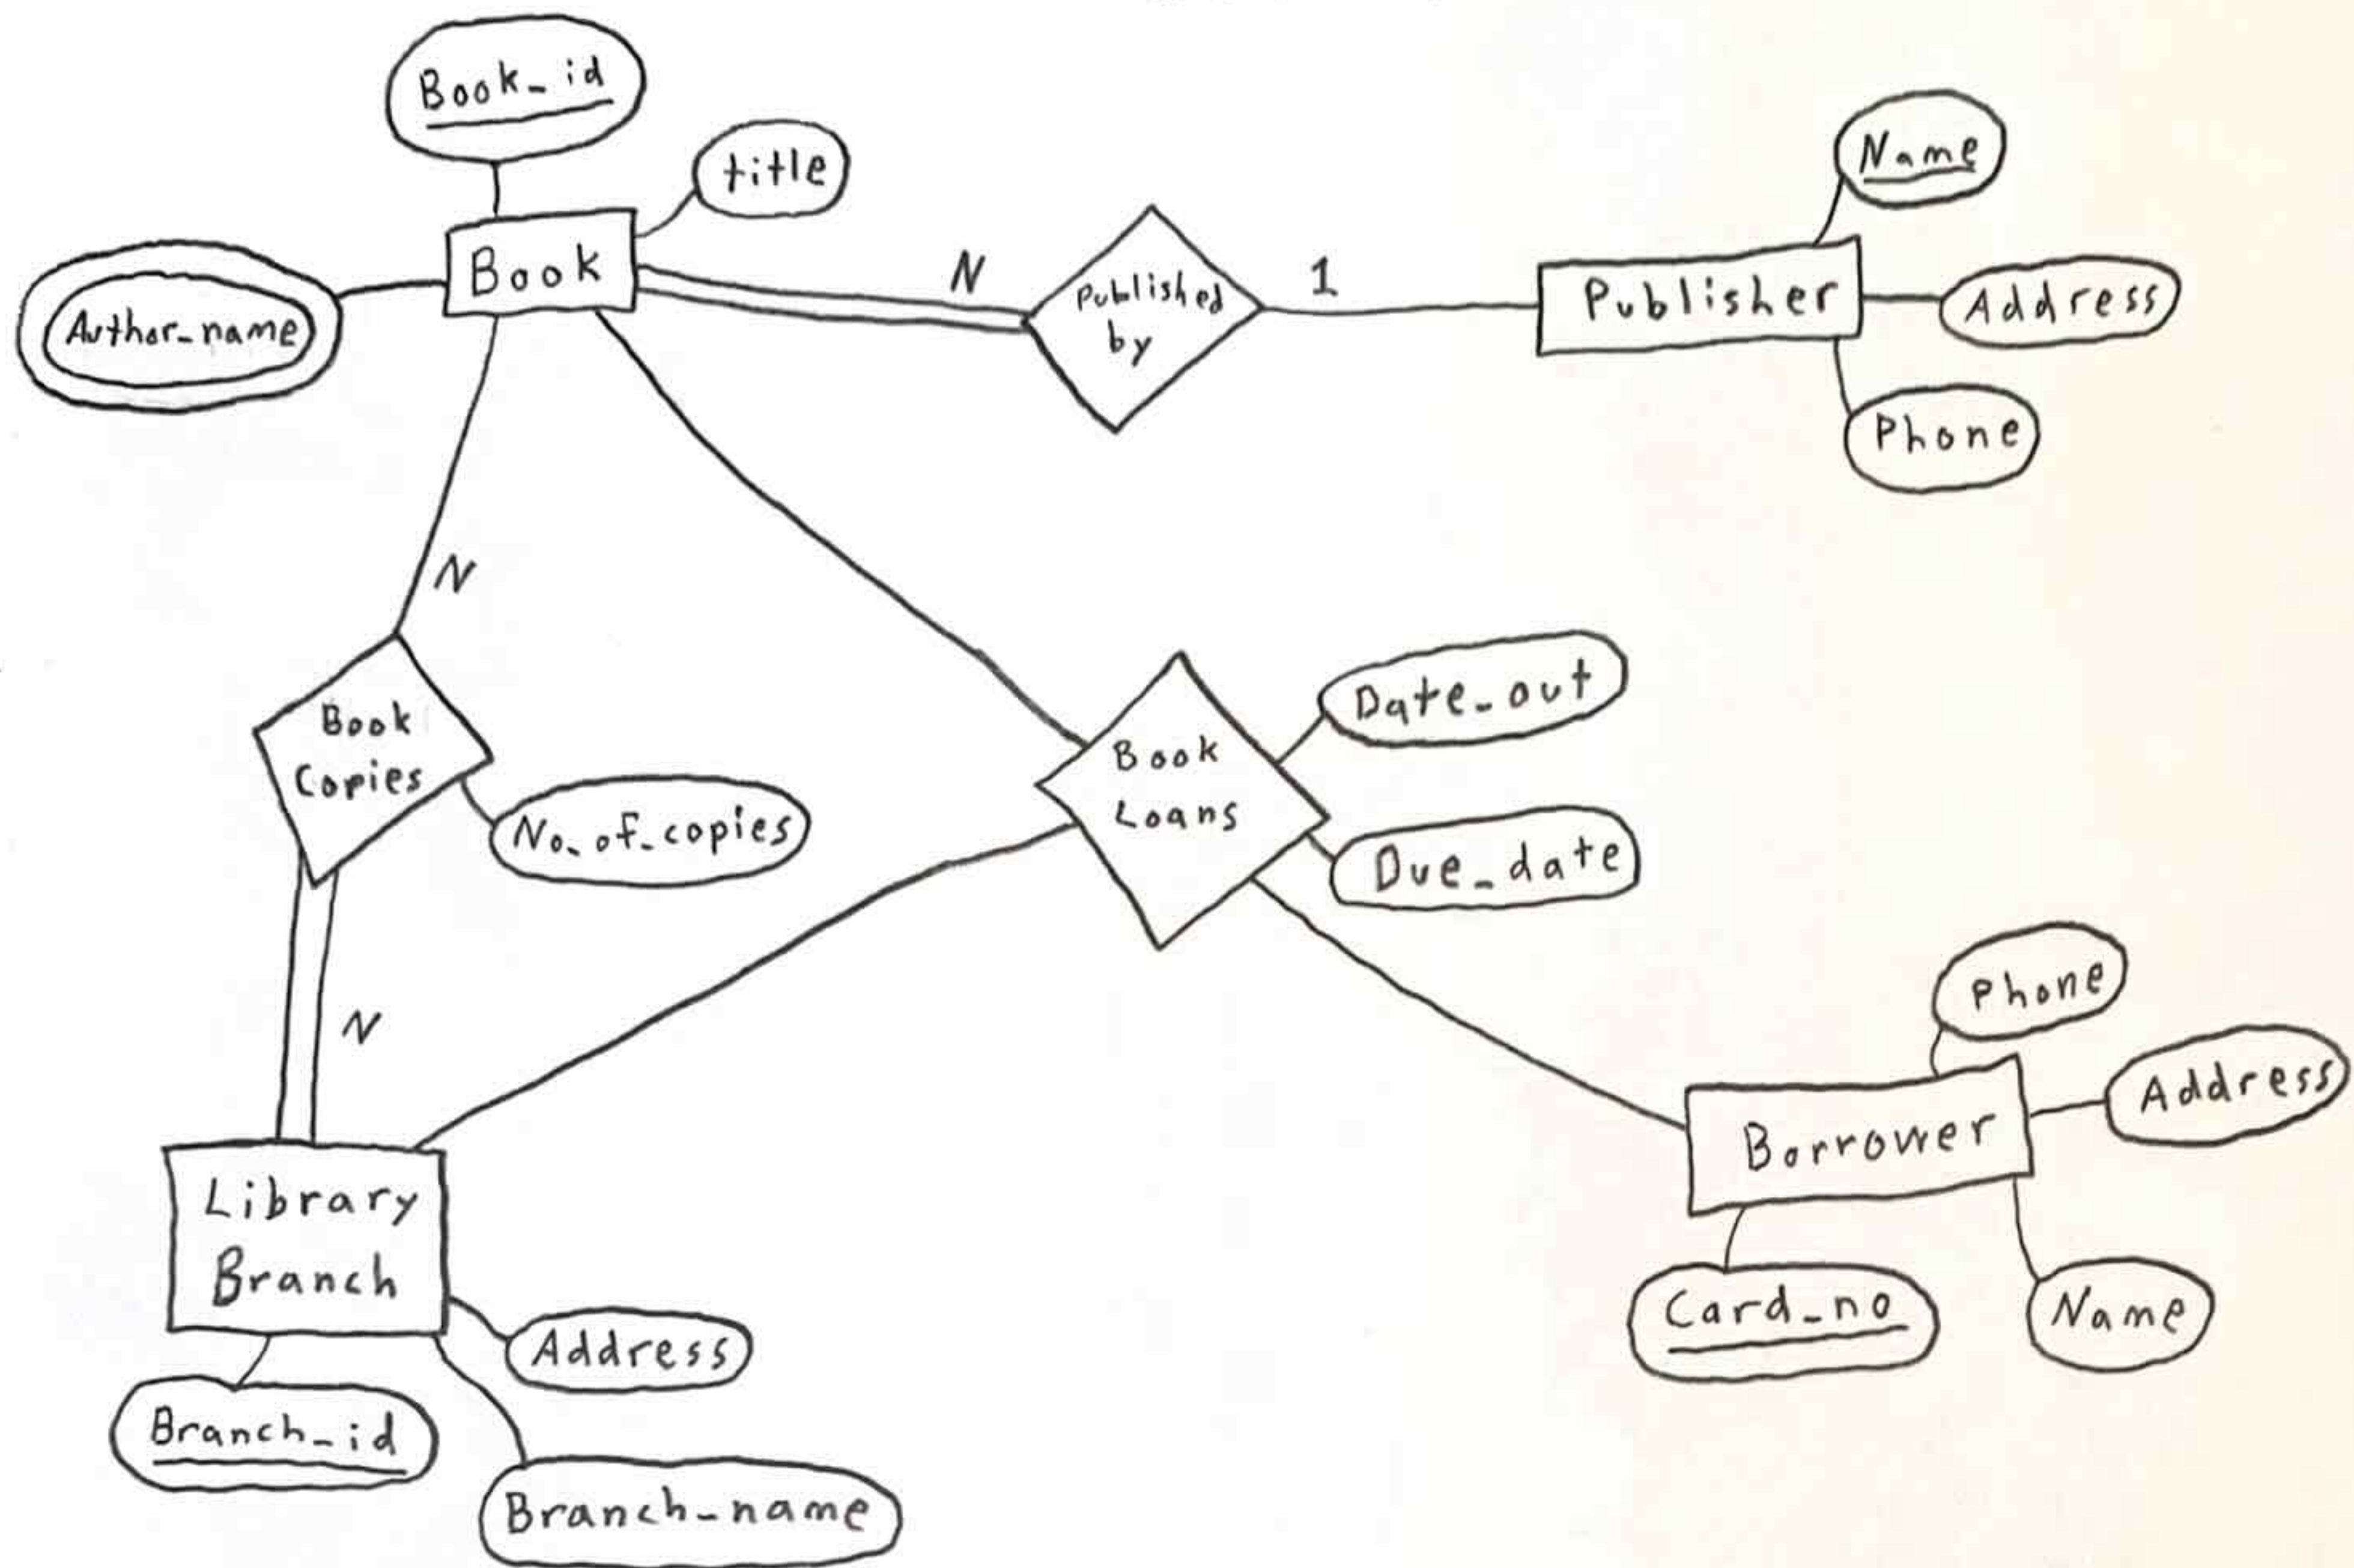 Book_id
title
Name
Book
Author_name
N
Published
by
1
Publisher
Address
Phone
N
Book
Copies
No_of_copies
Book
Loans
Date_out
Due_date
N
Phone
Address
Borrower
Card_no
Name
Library
Branch
Address
Branch_id
Branch_name